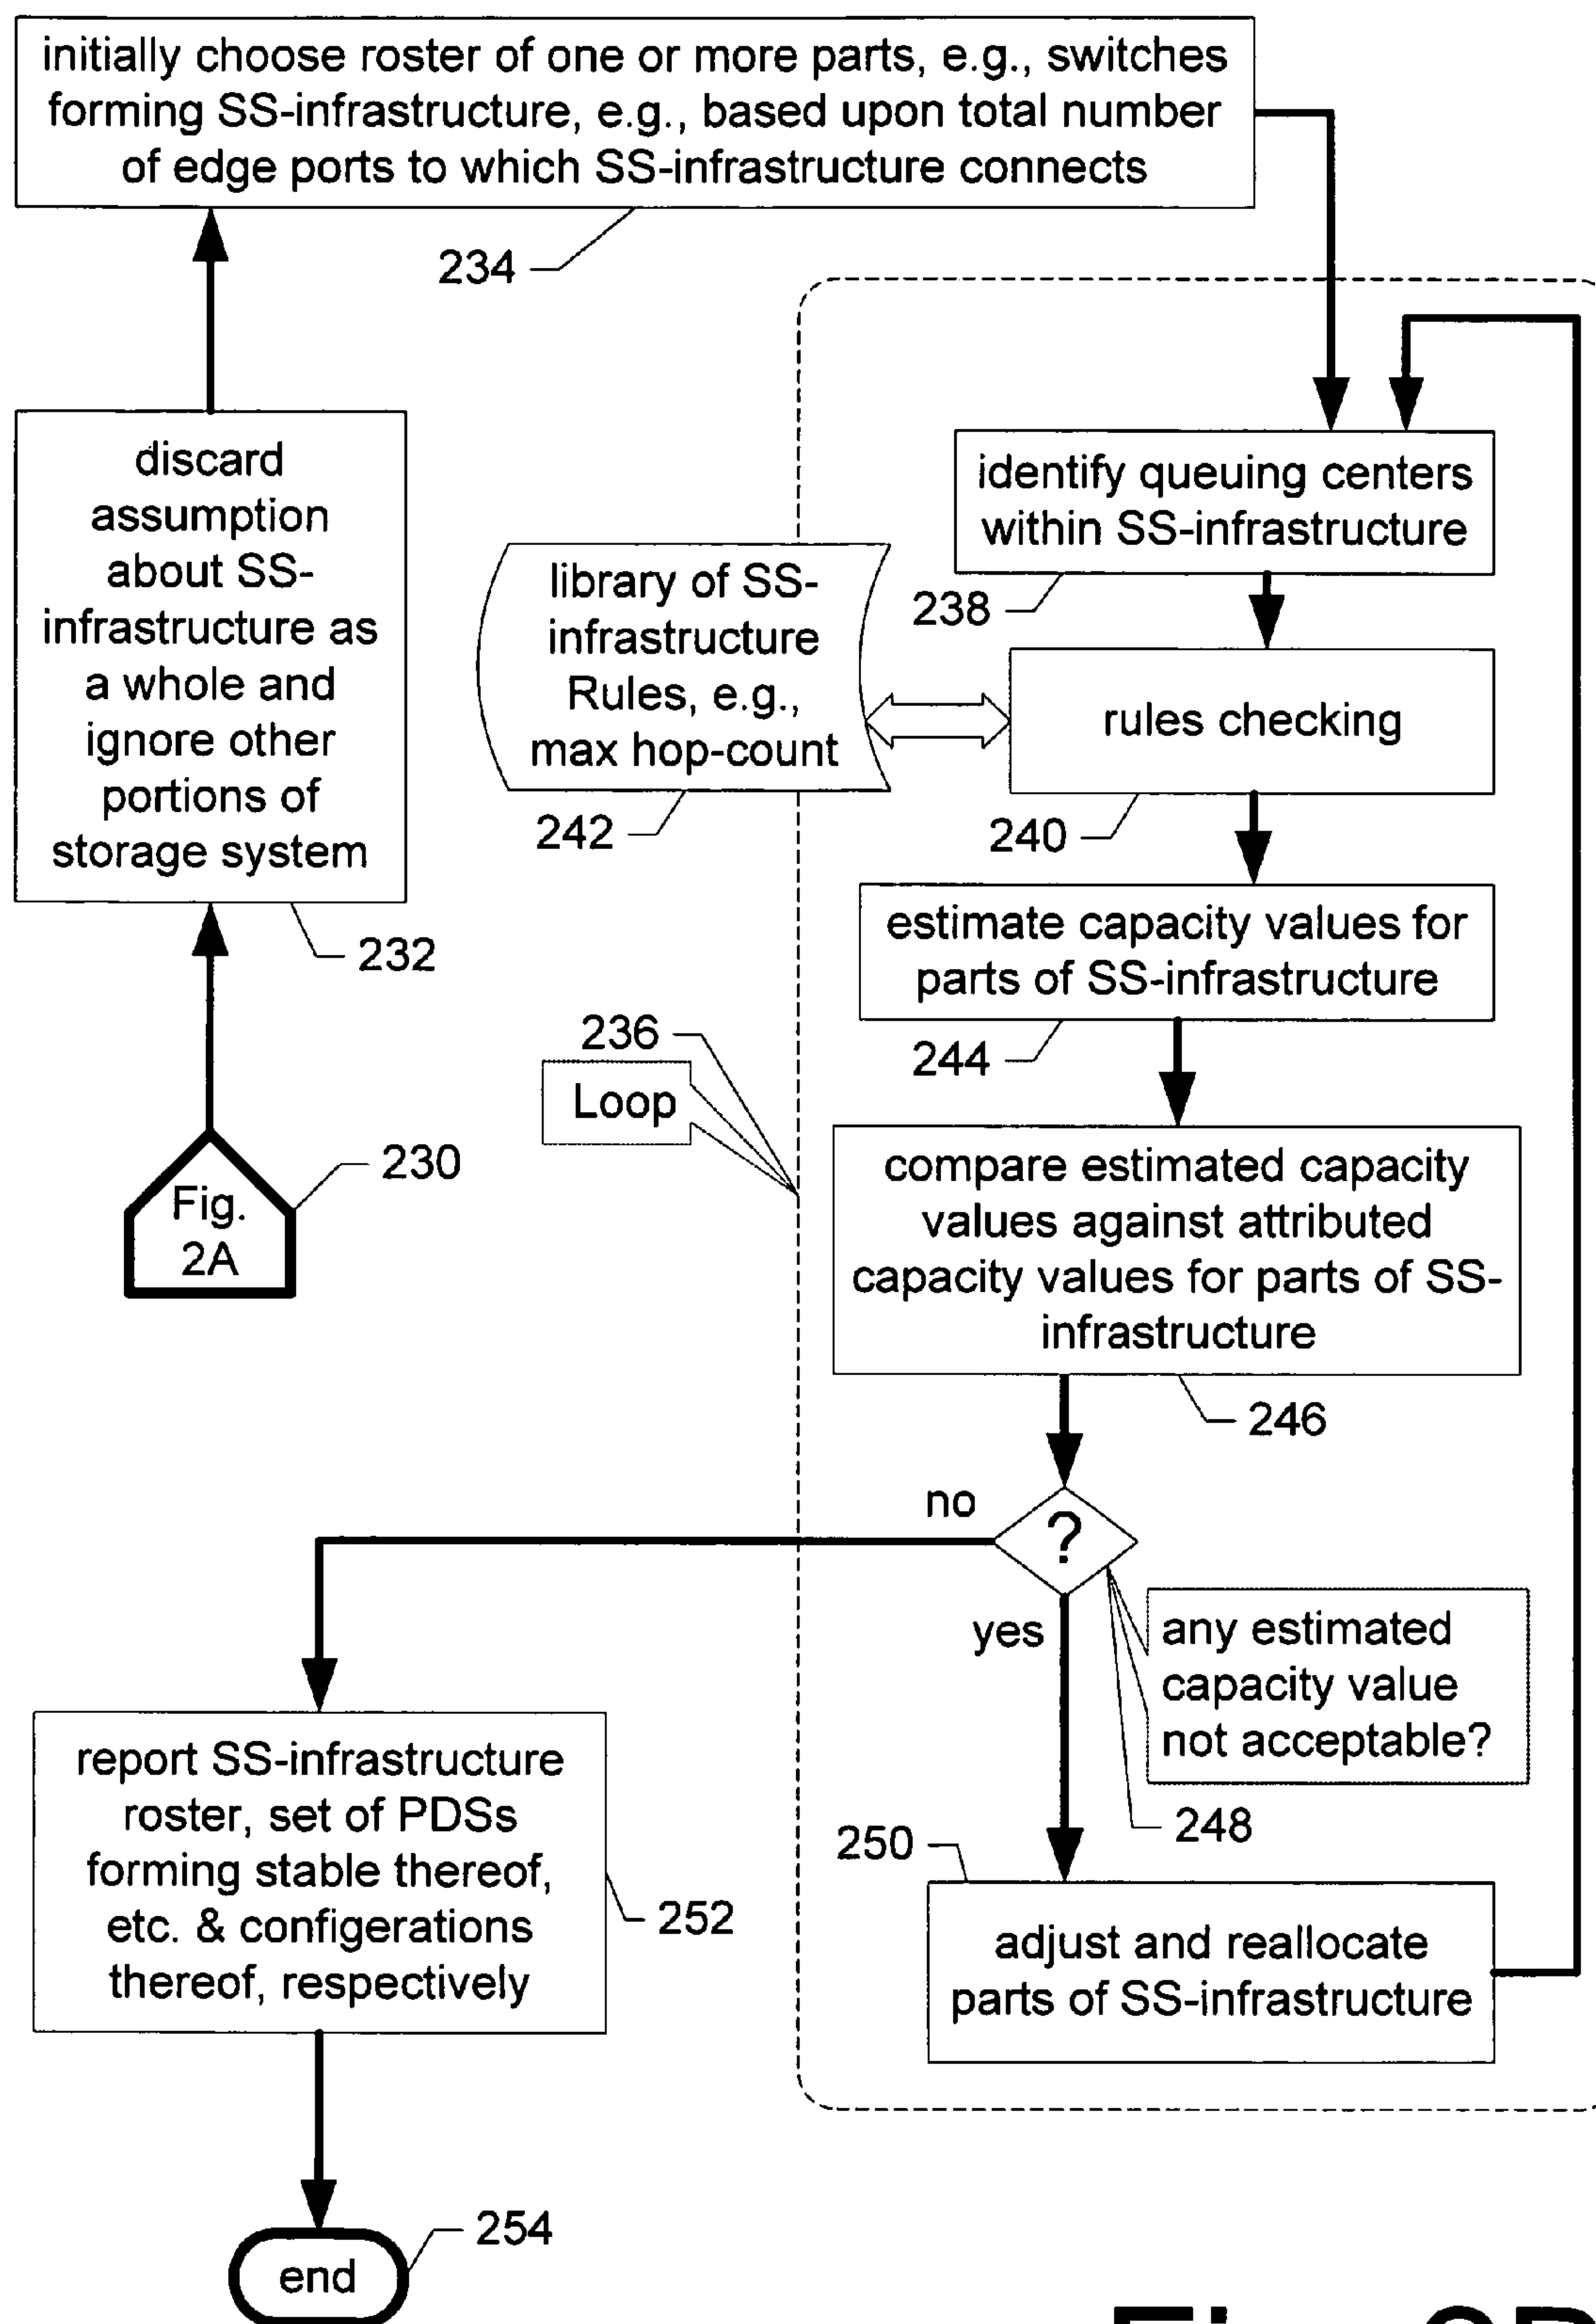 initially choose roster of one or more parts, e.g., switches
forming SS-infrastructure, e.g., based upon total number
of edge ports to which SS-infrastructure connects
234
discard
assumption
about SS-
infrastructure as
a whole and
ignore other
portions of
storage system
232
Fig.
2A
230
identify queuing centers
within SS-infrastructure
238
library of SS-
infrastructure
Rules, e.g.,
max hop-count
242
rules checking
240
estimate capacity values for
parts of SS-infrastructure
244
236
Loop
compare estimated capacity
values against attributed
capacity values for parts of SS-
infrastructure
246
no
?
yes
any estimated
capacity value
not acceptable?
248
250
adjust and reallocate
parts of SS-infrastructure
report SS-infrastructure
roster, set of PDSs
forming stable thereof,
etc. & configerations
thereof, respectively
252
254
end